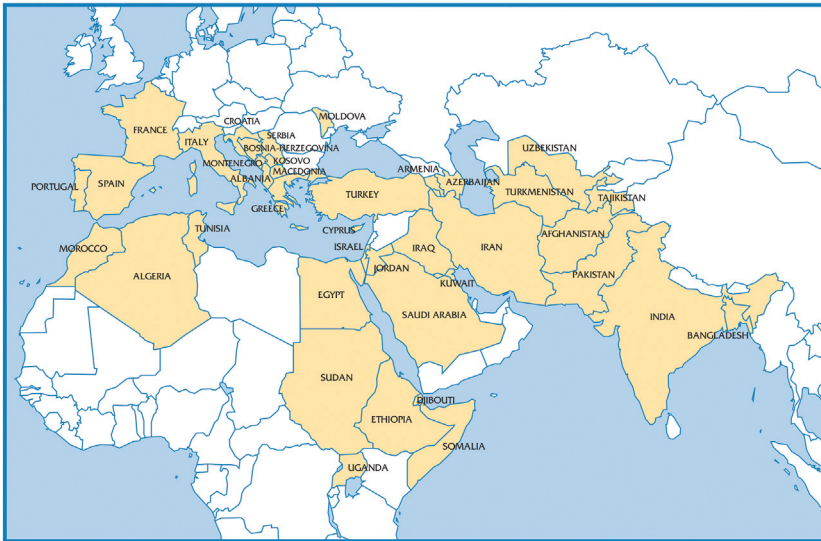 MOLDOVA
CROATIA
FRANCE
SERBIA
ITALY
BOSNIA-HERZEGOVINA
UZBEKISTAN
KOSOVO
MONTENEGRO
ARMENIA
MACEDONIA
ALBANIA
AZERBAIJAN
PORTUGAL
SPAIN
TURKEY
TURKMENISTAN
TAJIKISTAN
GREECE
TUNISIA
CYPRUS
AFGHANISTAN
MOROCCO
ISRAEL
IRAQ
IRAN
JORDAN
ALGERIA
PAKISTAN
KUWAIT
EGYPT
SAUDI ARABIA
INDIA
BANGLADESH
SUDAN
DJIBOUTI
ETHIOPIA
SOMALIA
UGANDA